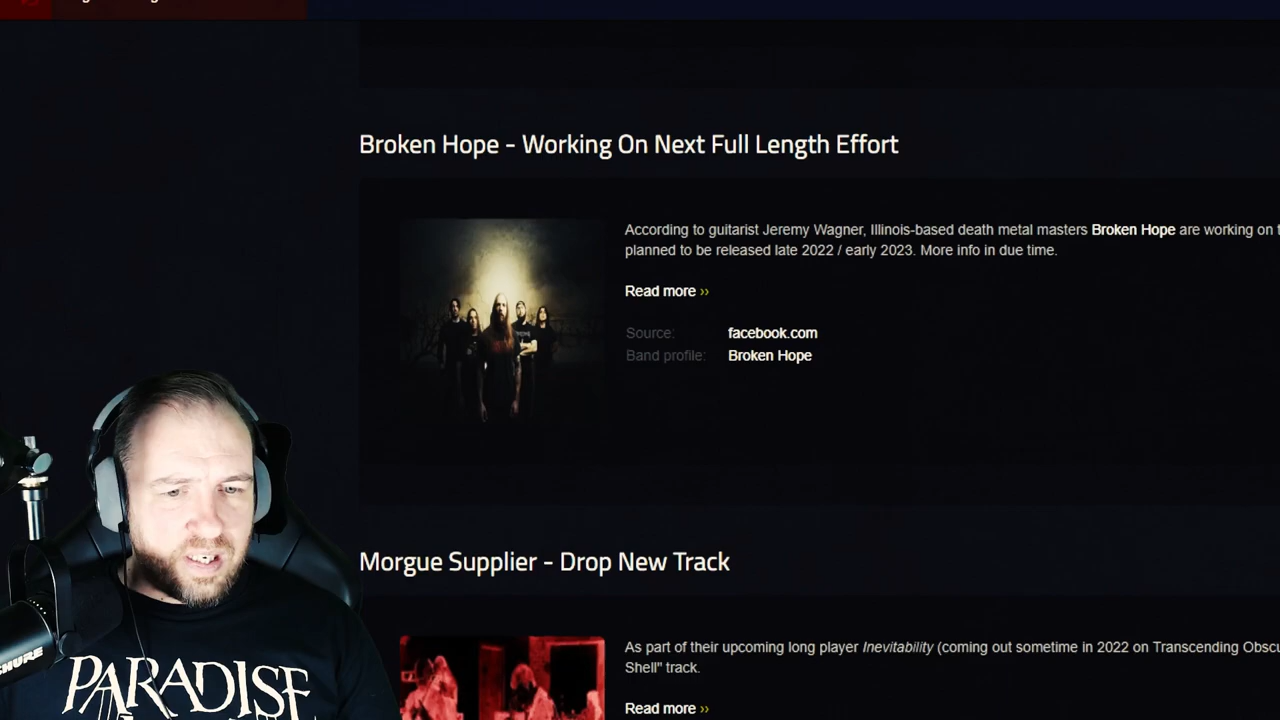 Broken Hope - Working On Next Full Length Effort
According to guitarist Jeremy Wagner, Illinois-based death metal masters Broken Hope are working on
planned to be released late 2022 / early 2023. More info in due time.
Read more ››
Source: facebook.com
Band profile: Broken Hope
Morgue Supplier - Drop New Track
As part of their upcoming long player Inevitability (coming out sometime in 2022 on Transcending
Shell" track.
Read more ››
SHURE
PARADISE